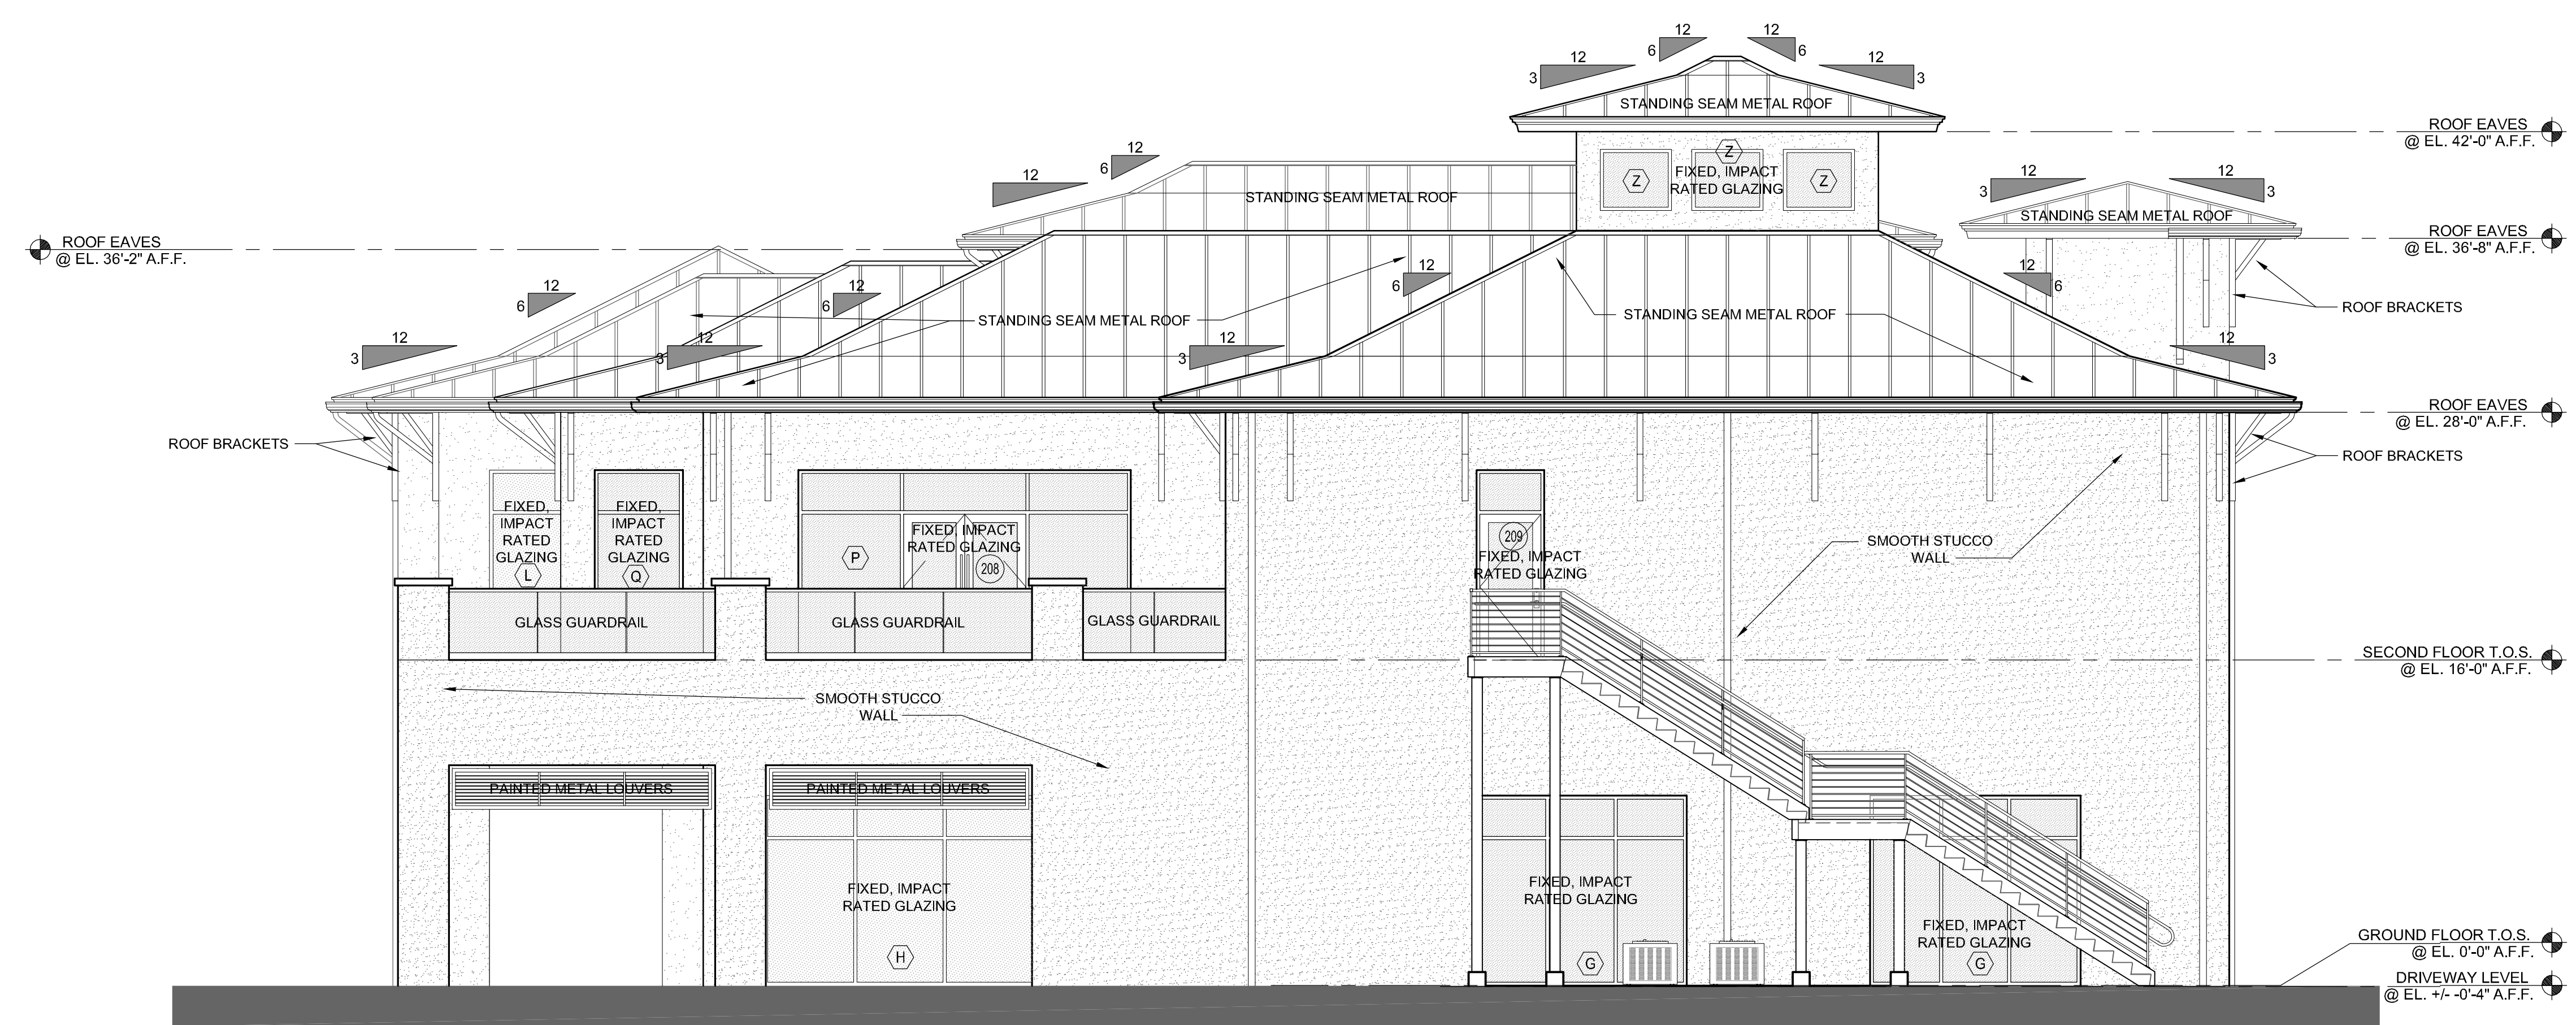 12
12
6
6
12
12
3
3
STANDING SEAM METAL ROOF
ROOF EAVES
@ EL. 42'-0" A.F.F.
12
6
Z
FIXED, IMPACT
RATED GLAZING
Z
Z
12
12
12
3
3
STANDING SEAM METAL ROOF
STANDING SEAM METAL ROOF
ROOF EAVES
@ EL. 36'-2" A.F.F.
ROOF EAVES
@ EL. 36'-8" A.F.F.
12
6
12
6
12
6
12
6
ROOF BRACKETS
STANDING SEAM METAL ROOF
STANDING SEAM METAL ROOF
12
3
12
3
12
3
12
3
ROOF EAVES
@ EL. 28'-0" A.F.F.
ROOF BRACKETS
ROOF BRACKETS
FIXED,
IMPACT
RATED
GLAZING
L
FIXED,
IMPACT
RATED
GLAZING
Q
FIXED, IMPACT
RATED GLAZING
P
208
209
FIXED, IMPACT
RATED GLAZING
SMOOTH STUCCO
WALL
GLASS GUARDRAIL
GLASS GUARDRAIL
GLASS GUARDRAIL
SECOND FLOOR T.O.S.
@ EL. 16'-0" A.F.F.
SMOOTH STUCCO
WALL
PAINTED METAL LOUVERS
PAINTED METAL LOUVERS
FIXED, IMPACT
RATED GLAZING
H
FIXED, IMPACT
RATED GLAZING
G
FIXED, IMPACT
RATED GLAZING
G
GROUND FLOOR T.O.S.
@ EL. 0'-0" A.F.F.
DRIVEWAY LEVEL
@ EL. +/- -0'-4" A.F.F.